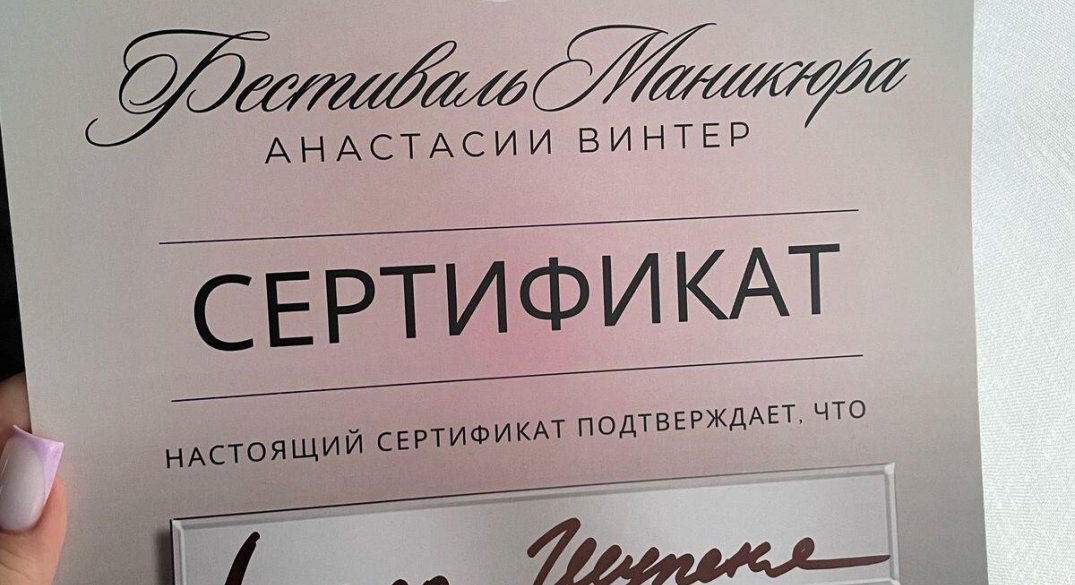 Фестиваль Маникюра
АНАСТАСИИ ВИНТЕР
СЕРТИФИКАТ
НАСТОЯЩИЙ СЕРТИФИКАТ ПОДТВЕРЖДАЕТ, ЧТО